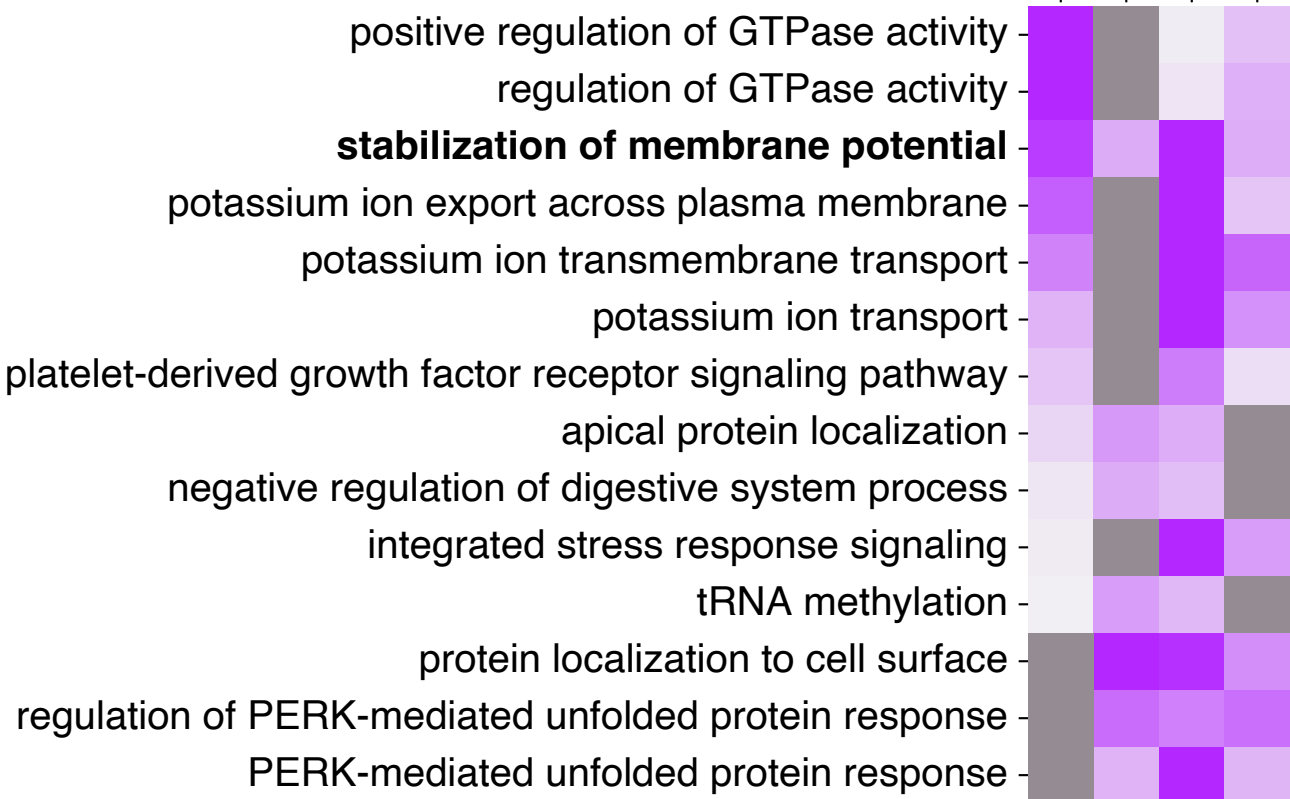 positive regulation of GTPase activity
regulation of GTPase activity
stabilization of membrane potential
potassium ion export across plasma membrane
potassium ion transmembrane transport
potassium ion transport
platelet-derived growth factor receptor signaling pathway
apical protein localization
negative regulation of digestive system process
integrated stress response signaling
tRNA methylation
protein localization to cell surface
regulation of PERK-mediated unfolded protein response
PERK-mediated unfolded protein response